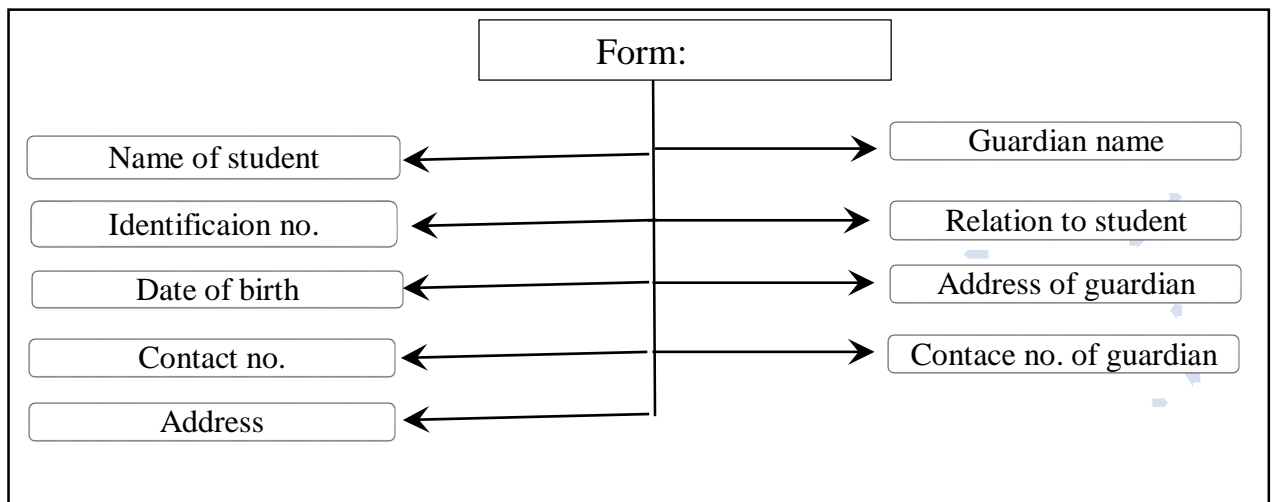 Form:
Name of student
Identificaion no.
Date of birth
Contact no.
Address
Guardian name
Relation to student
Address of guardian
Contace no. of guardian